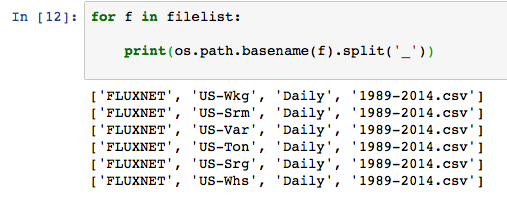 In [12]: for f in filelist:
print(os.path.basename(f).split('_'))
['FLUXNET', 'US-Wkg', 'Daily', '1989-2014.csv']
['FLUXNET', 'US-Srm', 'Daily', '1989-2014.csv']
['FLUXNET', 'US-Var', 'Daily', '1989-2014.csv']
['FLUXNET', 'US-Ton', 'Daily', '1989-2014.csv']
['FLUXNET', 'US-Srg', 'Daily', '1989-2014.csv']
['FLUXNET', 'US-Whs', 'Daily', '1989-2014.csv']